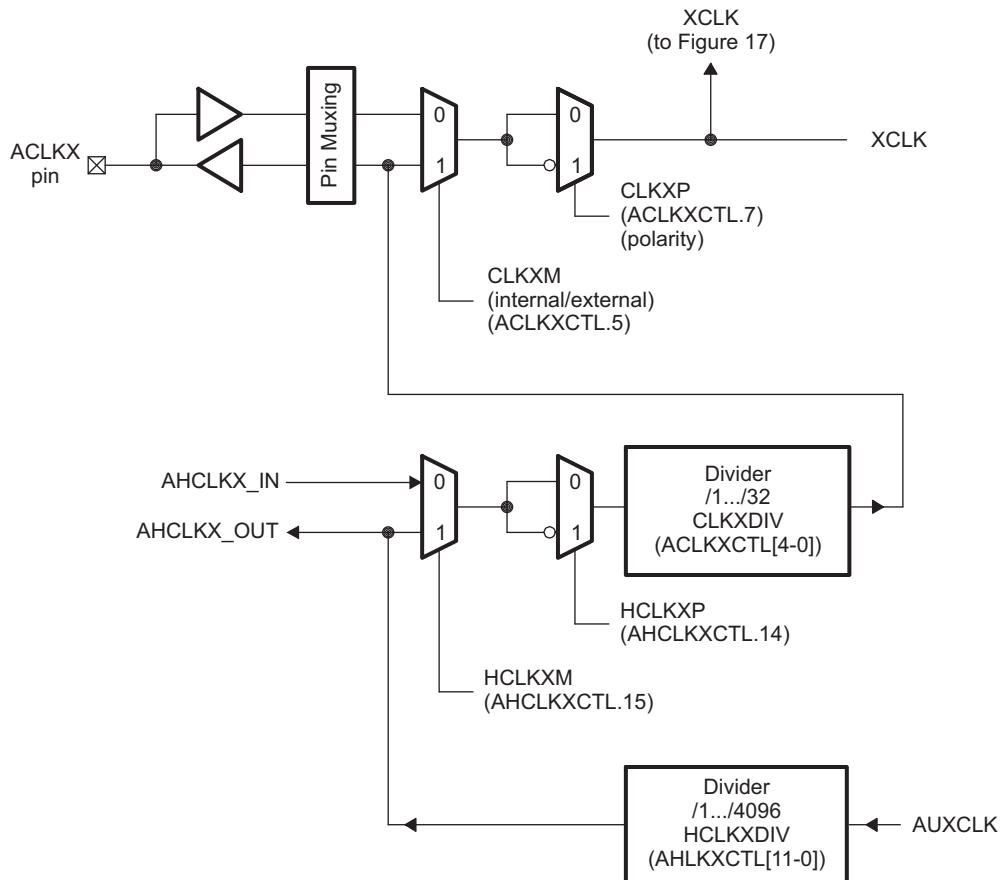 XCLK
(to Figure 17)
ACLKX
pin
Pin Muxing
0
1
0
1
XCLK
CLKXP
(ACLKXCTL.7)
(polarity)
CLKXM
(internal/external)
(ACLKXCTL.5)
AHCLKX_IN
AHCLKX_OUT
0
1
0
1
Divider
/1.../32
CLKXDIV
(ACLKXCTL[4-0])
HCLKXP
(AHCLKXCTL.14)
HCLKXM
(AHCLKXCTL.15)
Divider
/1.../4096
HCLKXDIV
(AHLKXCTL[11-0])
AUXCLK